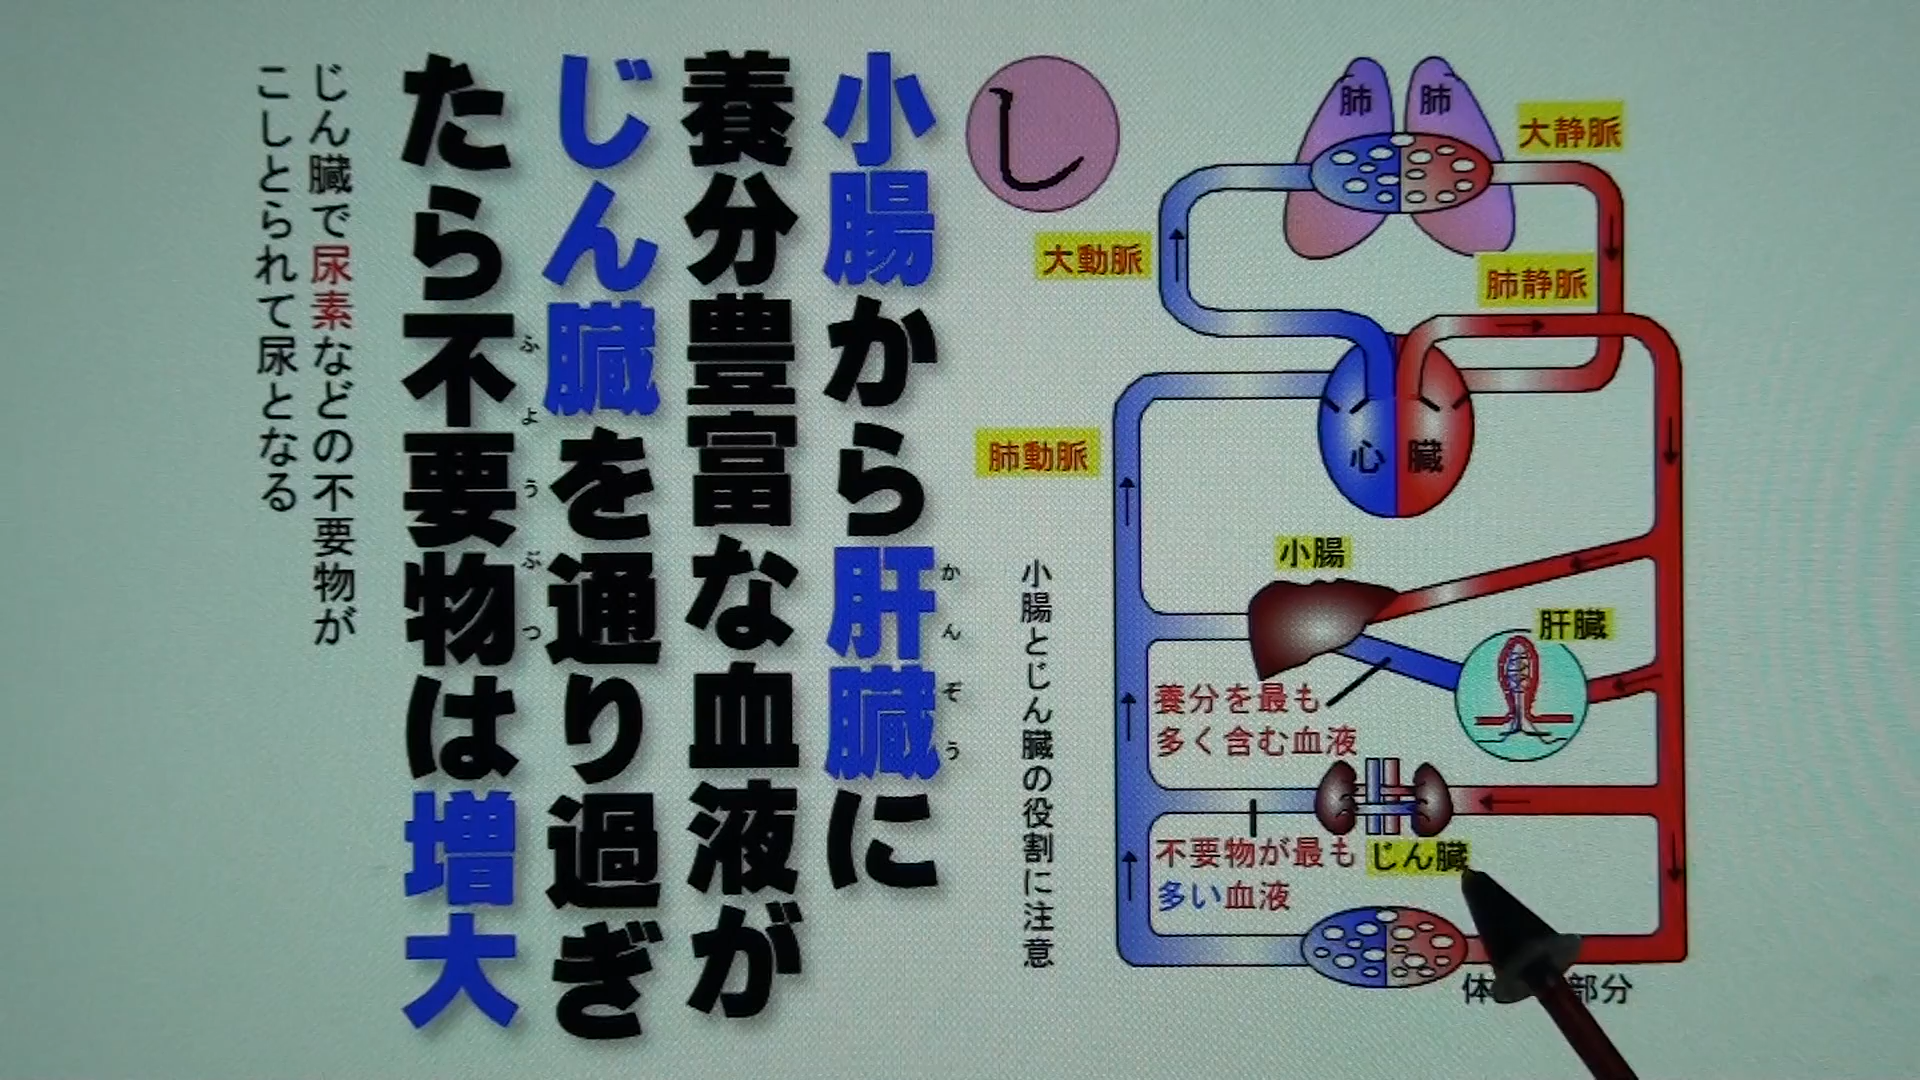 し
小腸から肝臓に
かんぞう
養分豊富な血液が
じん臓を通り過ぎ
たら不要物は増大
ふようぶつ
じん臓で尿素などの不要物が
こしとられて尿となる
小腸とじん臓の役割に注意
肺
肺
大静脈
大動脈
肺静脈
肺動脈
心臓
小腸
肝臓
養分を最も
多く含む血液
不要物が最も
多い血液
じん臓
体
部分